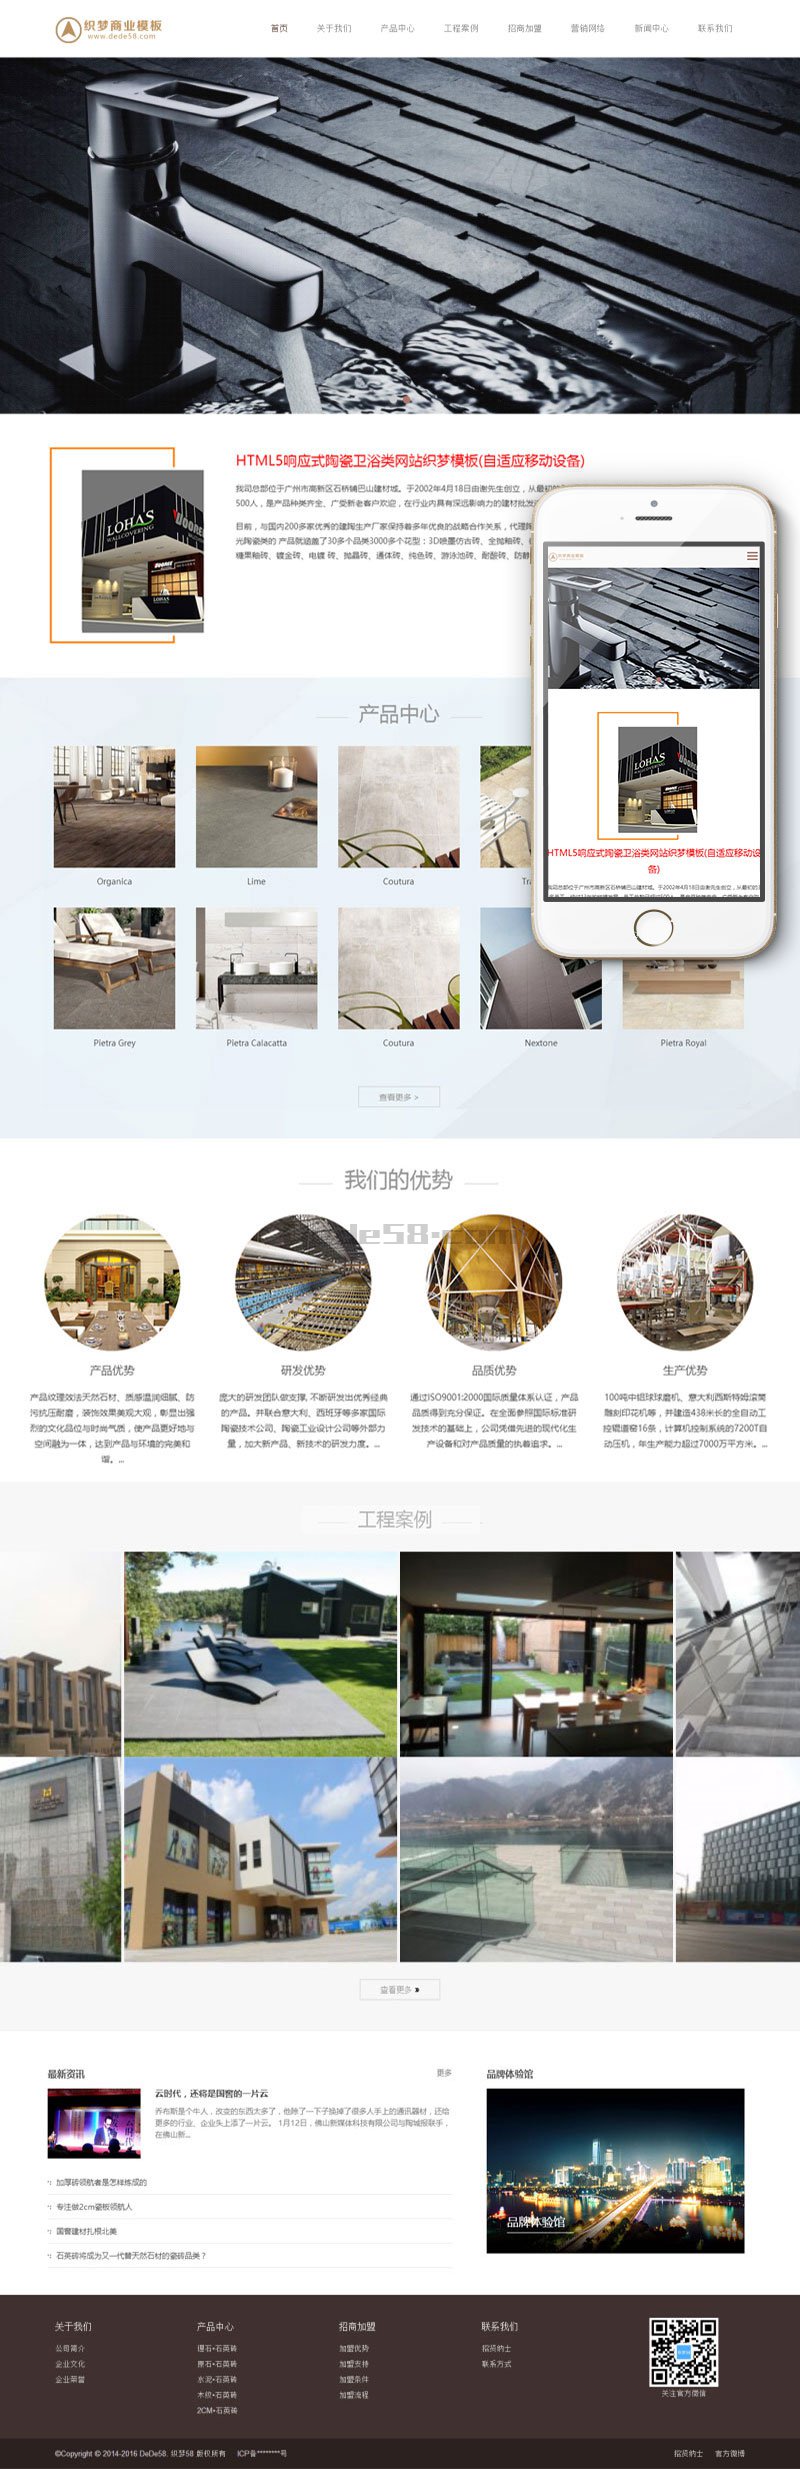 织梦商业模板
www.dede58.com
首页 关于我们 产品中心 工程案例 招商加盟 营销网络 新闻中心 联系我们
HTML5响应式陶瓷卫浴类网站织梦模板(自适应移动设备)
我司总部位于广州市高新区石桥铺巴山建材城。于2002年4月18日由谢先生创立，从最初的
500人，是产品种类齐全、广受新老客户欢迎，在行业内具有深远影响力的建材批发
目前，与国内200多家优秀的建陶生产厂家保持着多年优良的战略合作关系，代理陶
光陶瓷类的 产品就涵盖了30多个品类3000多个花型：3D喷墨仿古砖、全抛釉砖、
糖果釉砖、镀金砖、电镀 砖、抛晶砖、通体砖、纯色砖、游泳池砖、耐酸砖、防静
LOHAS
WALLCOVERING
LOHAS
织梦商业模板
LOHAS
WALLCOVERING
HTML5响应式陶瓷卫浴类网站织梦模板(自适应移动设
备)
我司总部位于广州市高新区石桥铺巴山建材城。于2002年4月18日由谢先生创立，从最初的
产品中心
Organica Lime Coutura Tra
Pietra Grey Pietra Calacatta Coutura Nextone Pietra Royal
查看更多 >
我们的优势
de58.com
产品优势 研发优势 品质优势 生产优势
产品纹理效法天然石材、质感温润细腻、防
污抗压耐磨，装饰效果美观大观，彰显出强
烈的文化品位与时尚气质，使产品更好地与
空间融为一体，达到产品与环境的完美和
谐。...
庞大的研发团队做支撑, 不断研发出优秀经典
的产品。并联合意大利、西班牙等多家国际
陶瓷技术公司、陶瓷工业设计公司等外部力
量，加大新产品、新技术的研发力度。...
通过ISO9001:2000国际质量体系认证，产品
品质得到充分保证。在全面参照国际标准研
发技术的基础上，公司凭借先进的现代化生
产设备和对产品质量的执着追求。...
100吨中铝球球磨机、意大利西斯特姆滚筒
雕刻印花机等，并建造438米长的全自动工
控辊道窑16条，计算机控制系统的7200T自
动压机，年生产能力超过7000万平方米。...
工程案例
查看更多 »
最新资讯 更多
云时代，还将是国窖的一片云
乔布斯是个牛人，改变的东西太多了，他除了一下子换掉了很多人手上的通讯器材，还给
更多的行业、企业头上添了一片云。 1月12日，佛山新媒体科技有限公司与陶城报联手，
在佛山新...
加厚砖领航者是怎样炼成的
专注做2cm瓷板领航人
国窖建材扎根北美
石英砖将成为又一代替天然石材的瓷砖品类？
品牌体验馆
品牌体验馆
关于我们
公司简介
企业文化
企业荣誉
产品中心
理石•石英砖
原石•石英砖
水泥•石英砖
木纹•石英砖
2CM•石英砖
招商加盟
加盟优势
加盟支持
加盟条件
加盟流程
联系我们
招贤纳士
联系方式
关注官方微信
©Copyright © 2014-2016 DeDe58. 织梦58 版权所有 ICP备********号
招贤纳士 官方微博